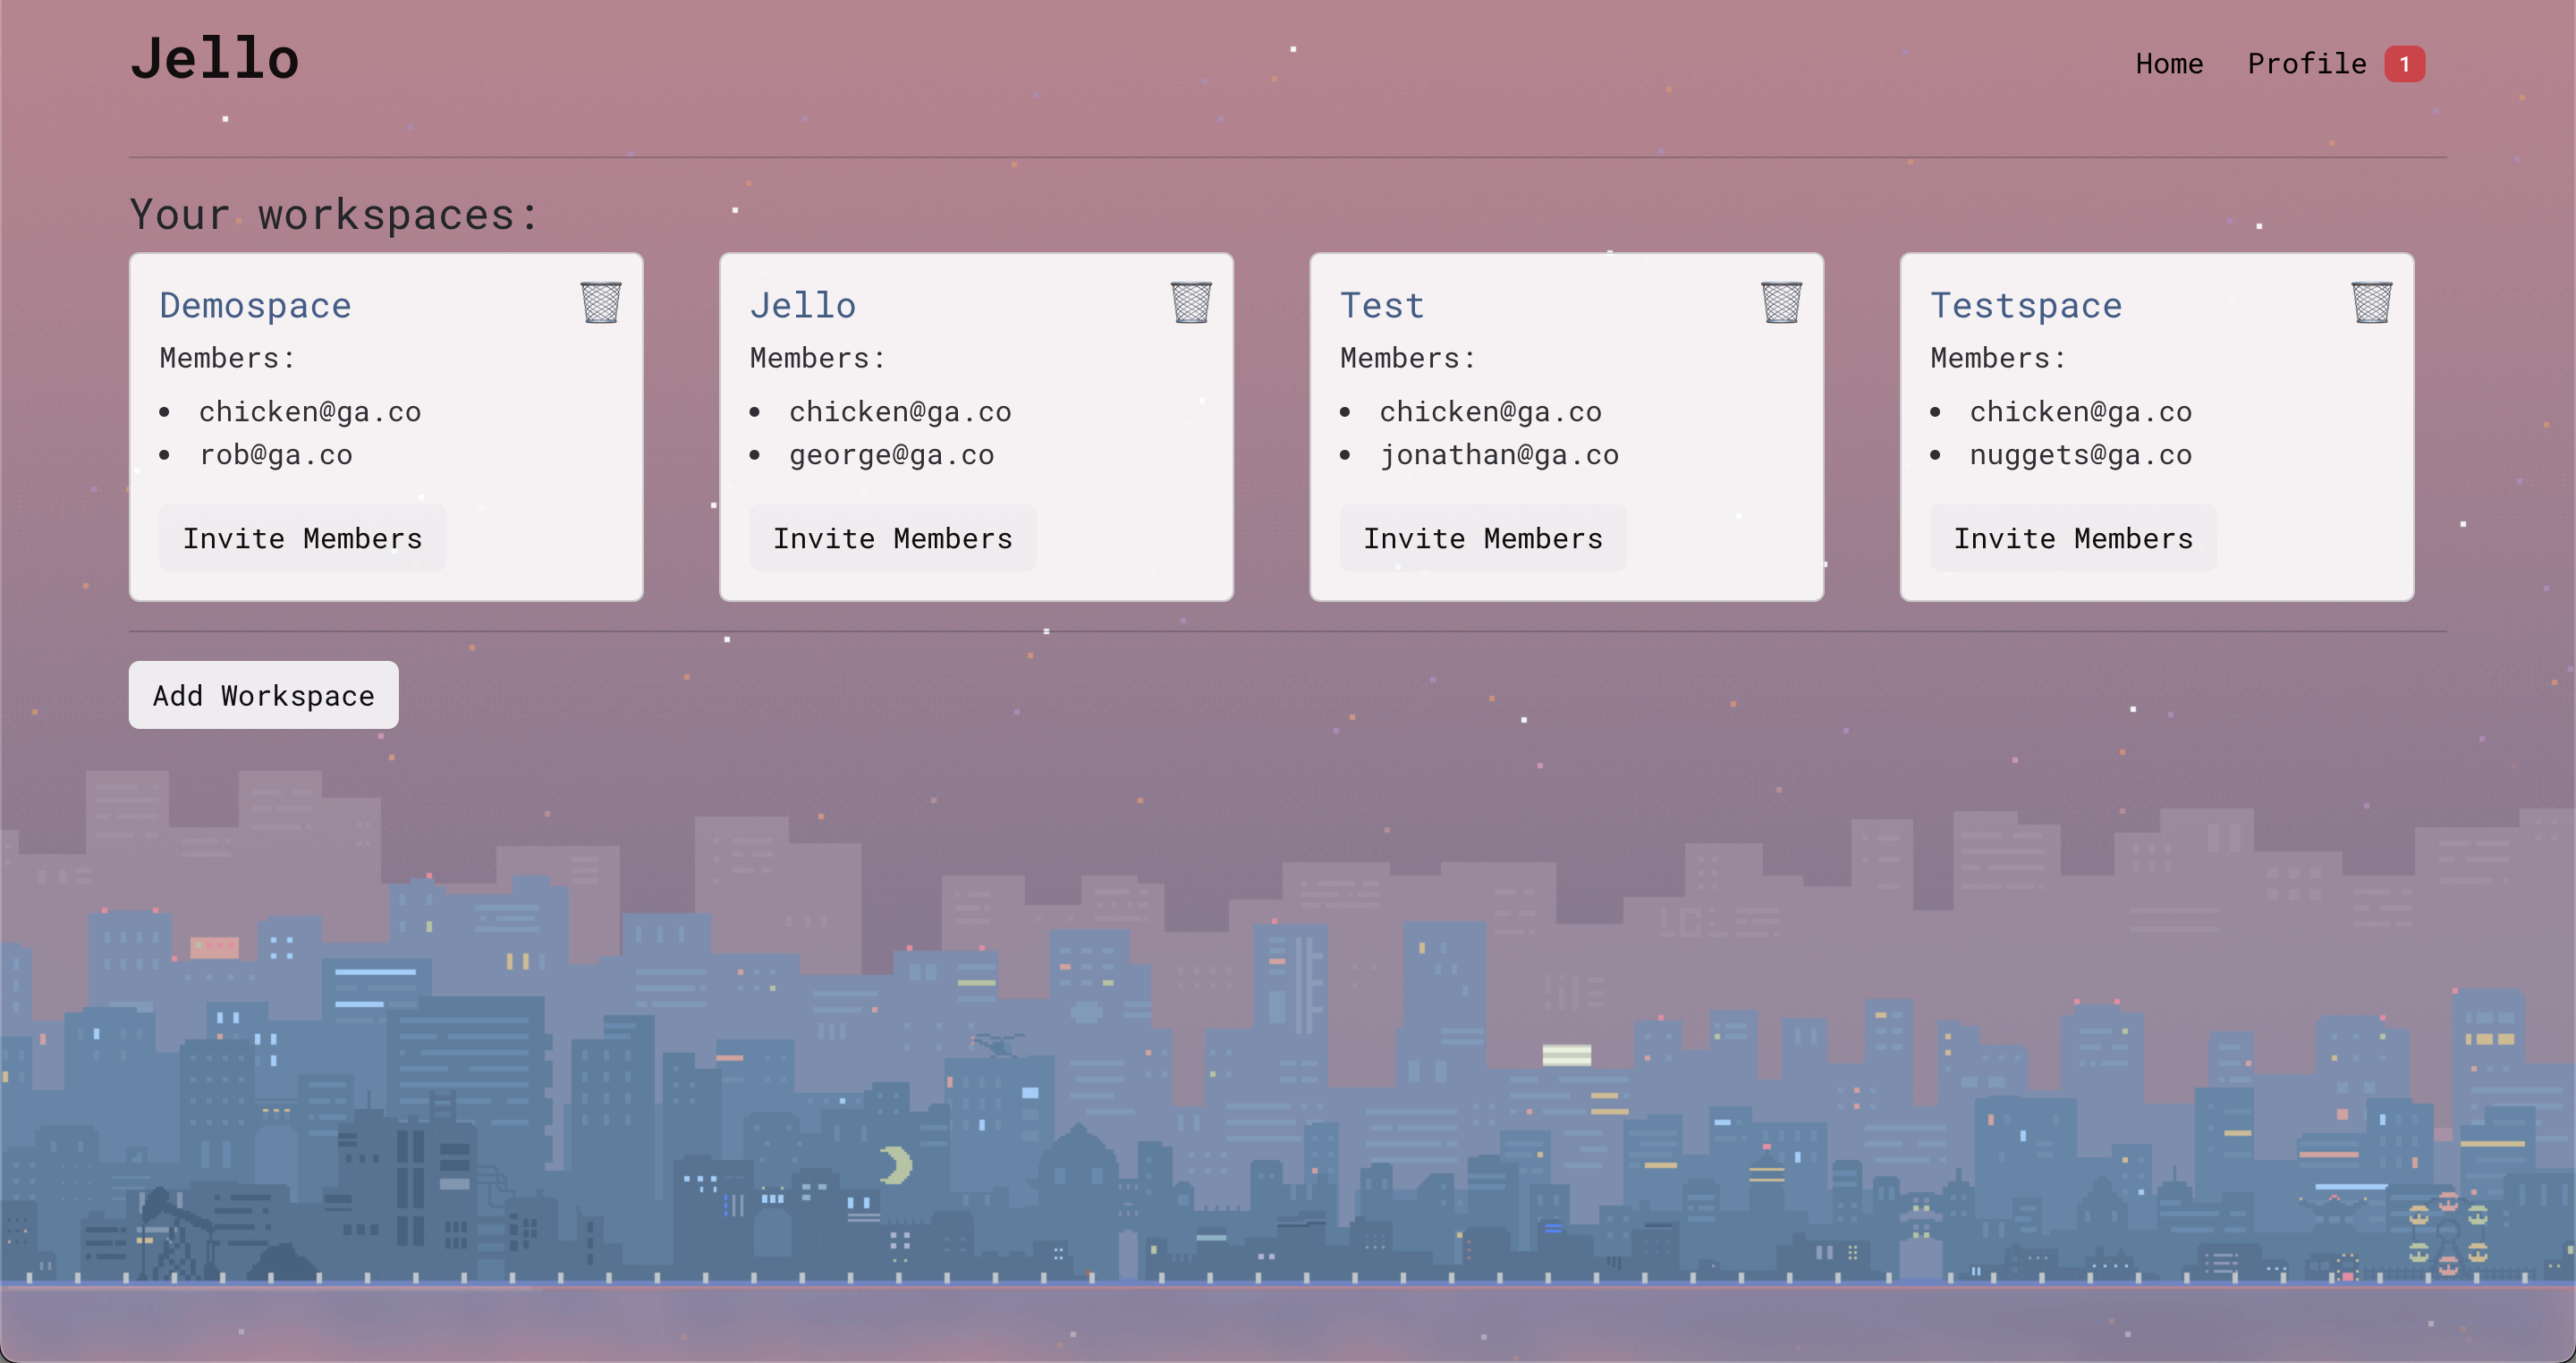 Jello
Home Profile 1
Your workspaces:
Demospace
Members:
• chicken@ga.co
• rob@ga.co
Invite Members
Jello
Members:
• chicken@ga.co
• george@ga.co
Invite Members
Test
Members:
• chicken@ga.co
• jonathan@ga.co
Invite Members
Testspace
Members:
• chicken@ga.co
• nuggets@ga.co
Invite Members
Add Workspace